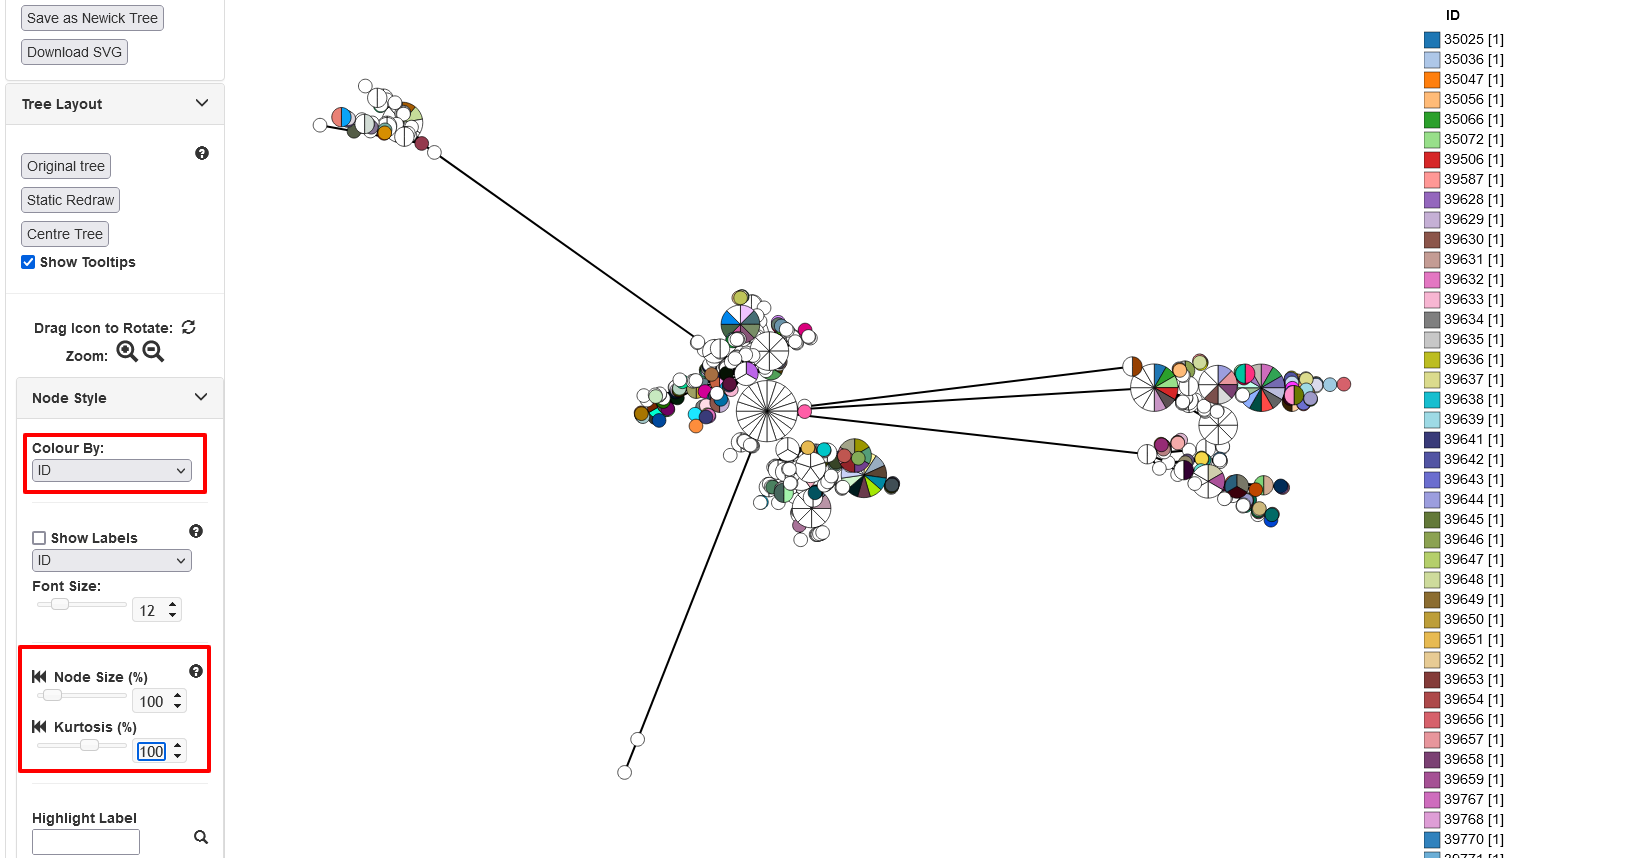 Save as Newick Tree
Download SVG
Tree Layout
Original tree
Static Redraw
Centre Tree
Show Tooltips
Drag Icon to Rotate:
Zoom:
Node Style
Colour By:
ID
Show Labels
ID
Font Size:
12
Node Size (%)
100
Kurtosis (%)
100
Highlight Label
ID
35025 [1]
35036 [1]
35047 [1]
35056 [1]
35066 [1]
35072 [1]
39506 [1]
39587 [1]
39628 [1]
39629 [1]
39630 [1]
39631 [1]
39632 [1]
39633 [1]
39634 [1]
39635 [1]
39636 [1]
39637 [1]
39638 [1]
39639 [1]
39641 [1]
39642 [1]
39643 [1]
39644 [1]
39645 [1]
39646 [1]
39647 [1]
39648 [1]
39649 [1]
39650 [1]
39651 [1]
39652 [1]
39653 [1]
39654 [1]
39656 [1]
39657 [1]
39658 [1]
39659 [1]
39767 [1]
39768 [1]
39770 [1]
39771 [1]